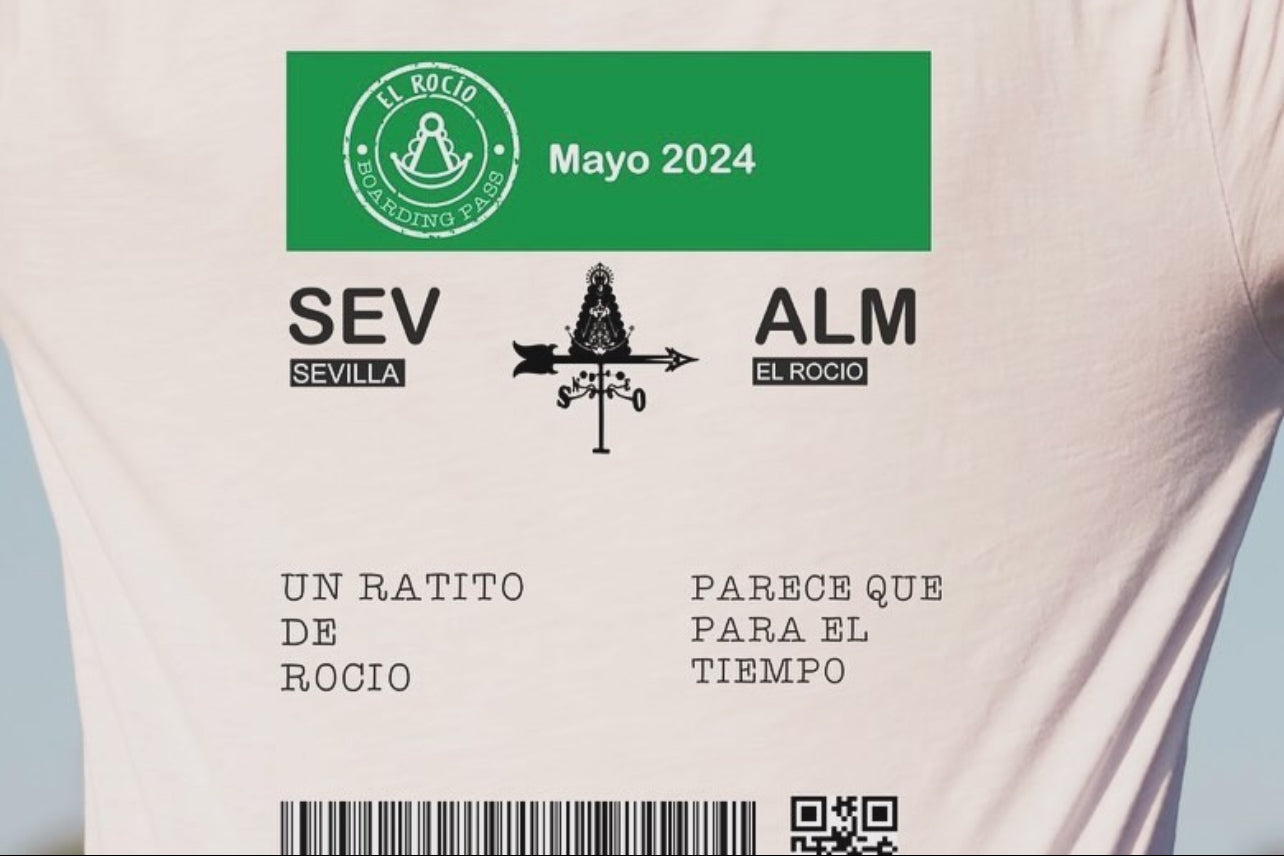 EL ROCÍO
BOARDING PASS
Mayo 2024
SEV
SEVILLA
ALM
EL ROCIO
N E
S O
UN RATITO
DE
ROCIO
PARECE QUE
PARA EL
TIEMPO